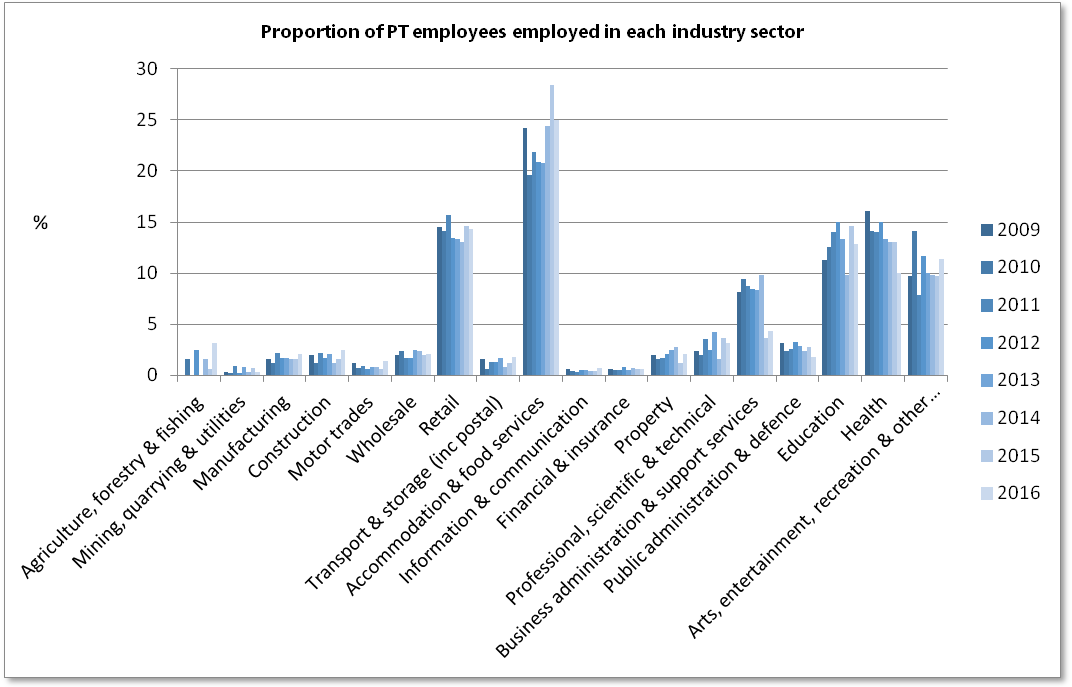 Proportion of PT employees employed in each industry sector
30
25
20
15
10
5
0
%
Agriculture, forestry & fishing
Mining, quarrying & utilities
Manufacturing
Construction
Motor trades
Wholesale
Retail
Transport & storage (inc postal)
Accommodation & food services
Information & communication
Financial & insurance
Property
Professional, scientific & technical
Business administration & support services
Public administration & defence
Education
Health
Arts, entertainment, recreation & other...
2009
2010
2011
2012
2013
2014
2015
2016